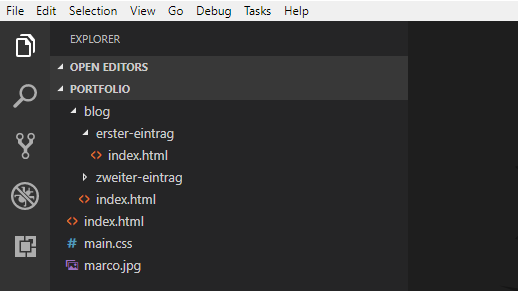 File Edit Selection View Go Debug Tasks Help
EXPLORER
OPEN EDITORS
PORTFOLIO
blog
erster-eintrag
index.html
zweiter-eintrag
index.html
index.html
main.css
marco.jpg